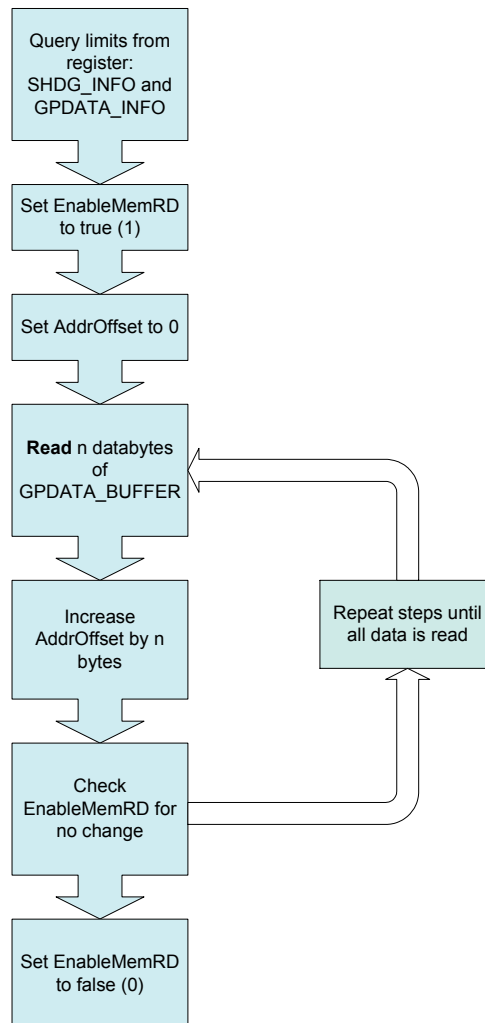 Query limits from
register:
SHDG_INFO and
GPDATA_INFO
Set EnableMemRD
to true (1)
Set AddrOffset to 0
Read n databytes
of
GPDATA_BUFFER
Increase
AddrOffset by n
bytes
Repeat steps until
all data is read
Check
EnableMemRD for
no change
Set EnableMemRD
to false (0)